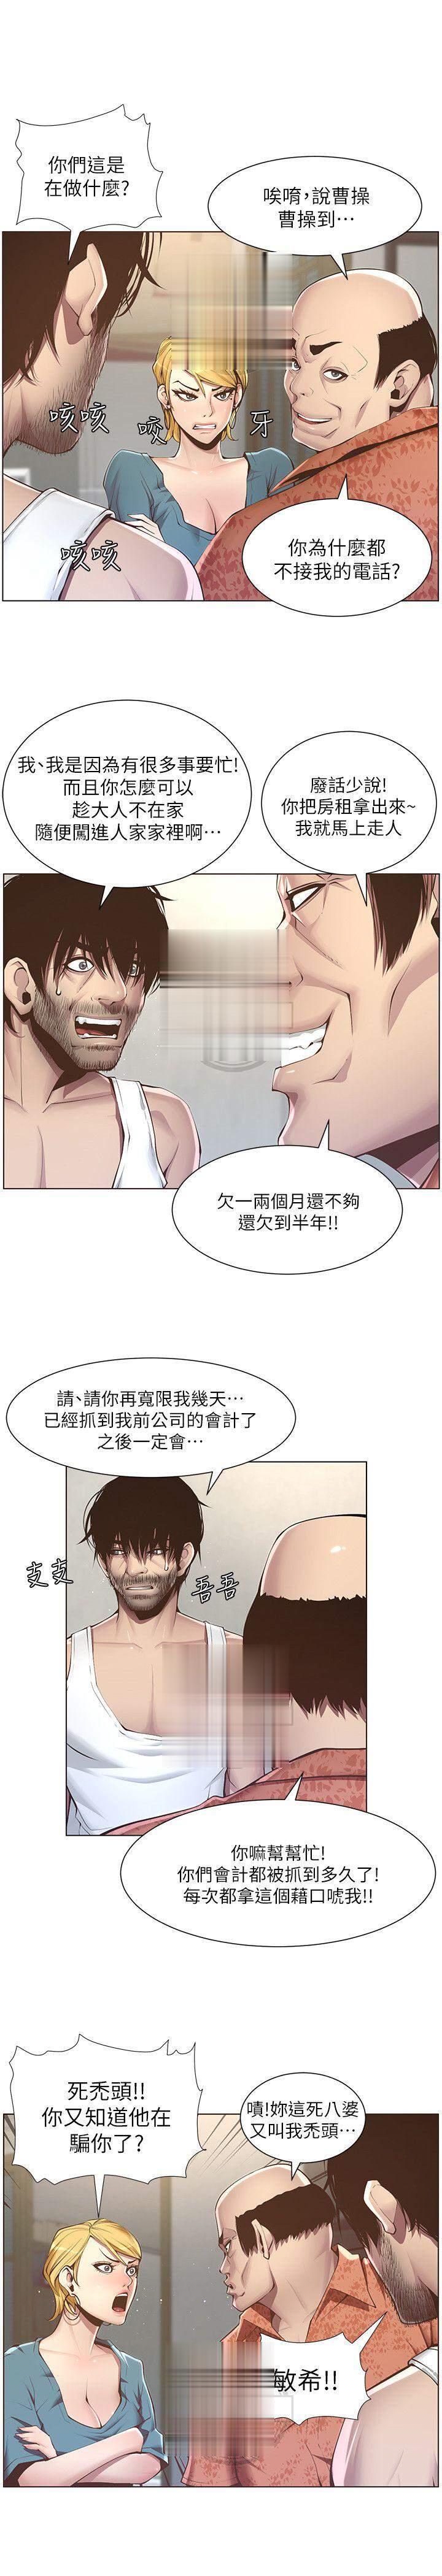 你們這是
在做什麼?
唉唷,說曹操
曹操到⋯
咳咳
咬
牙
咳咳
你為什麼都
不接我的電話?
我、我是因為有很多事要忙!
而且你怎麼可以
趁大人不在家
隨便闖進人家家裡啊⋯
廢話少說!
你把房租拿出來~
我就馬上走人
欠一兩個月還不夠
還欠到半年!!
請、請你再寬限我幾天⋯
已經抓到我前公司的會計了
之後一定會⋯
支支
吾吾
你嘛幫幫忙!
你們會計都被抓到多久了!
每次都拿這個藉口唬我!!
死禿頭!!
你又知道他在
騙你了?
嘖!妳這死八婆
又叫我禿頭⋯
敏希!!